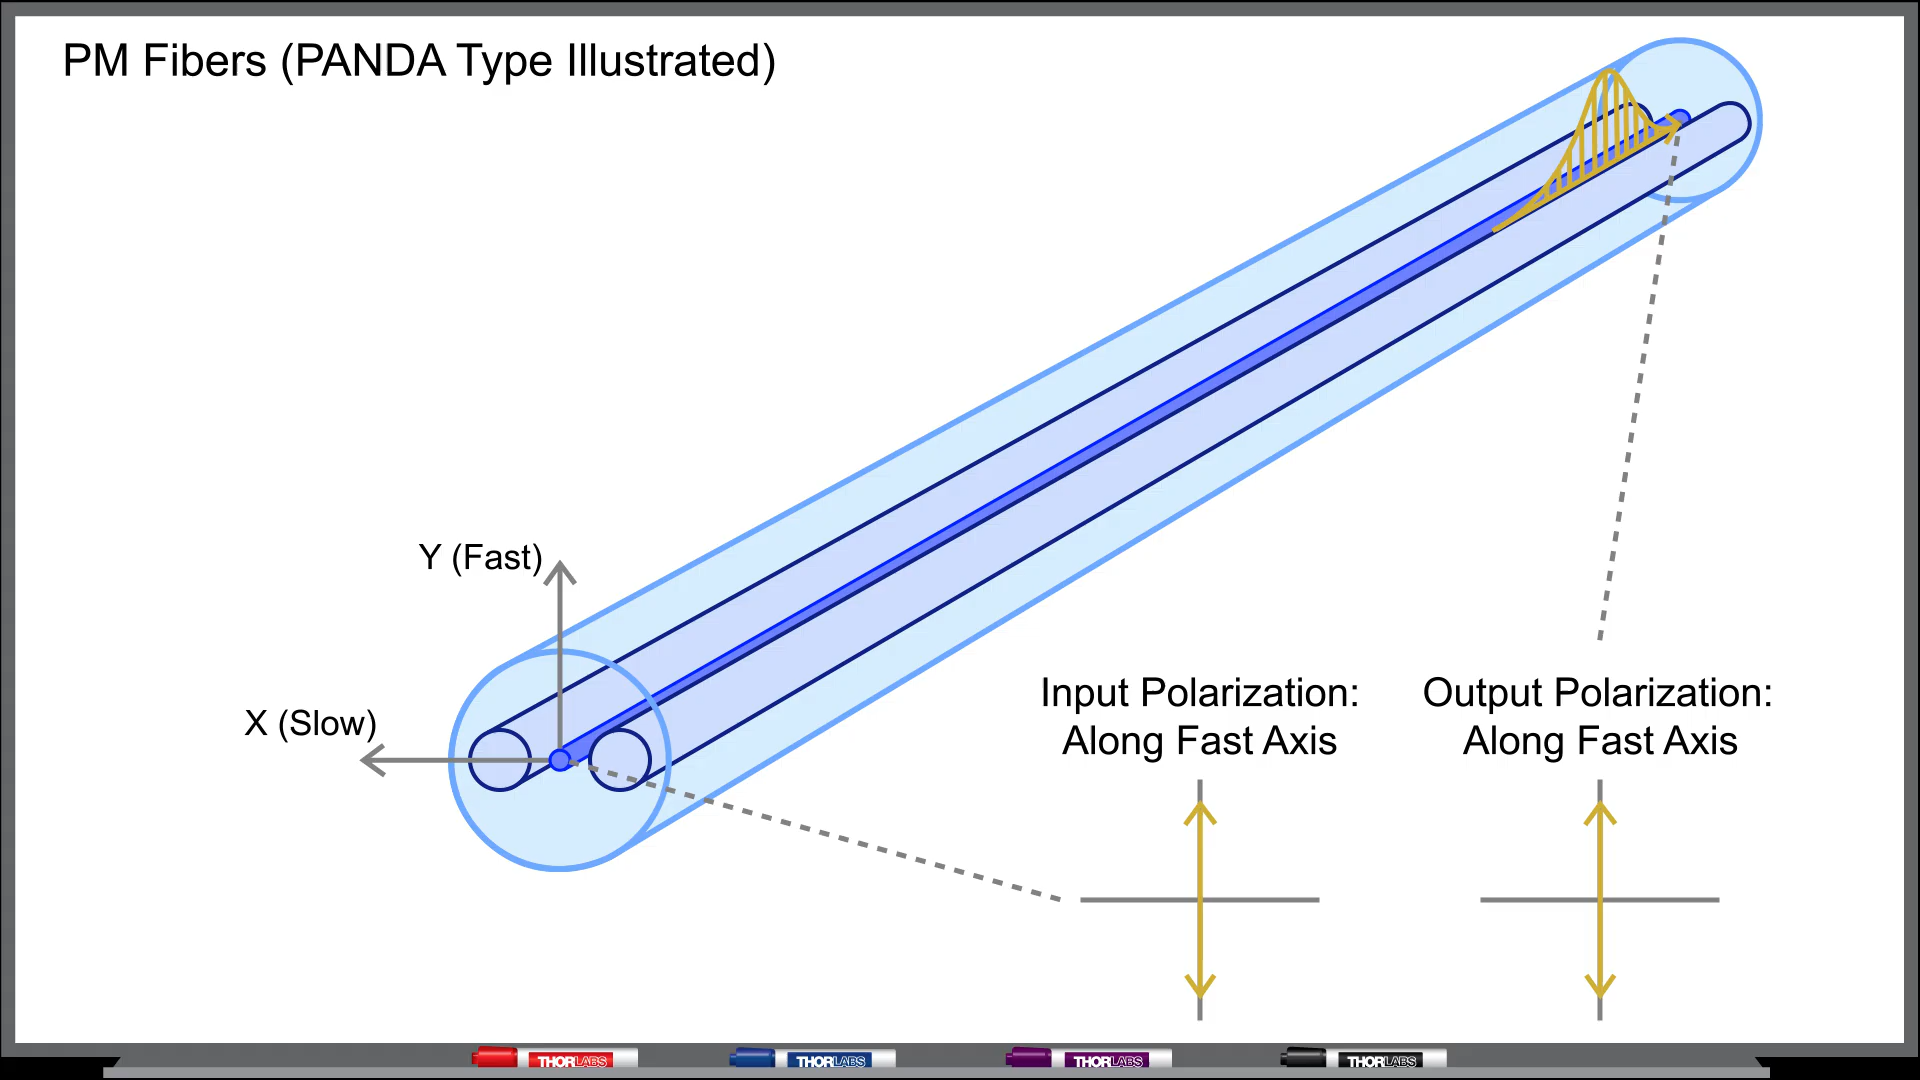 PM Fibers (PANDA Type Illustrated)
Y (Fast)
X (Slow)
Input Polarization:
Along Fast Axis
Output Polarization:
Along Fast Axis
THORLABS
THORLABS
THORLABS
THORLABS